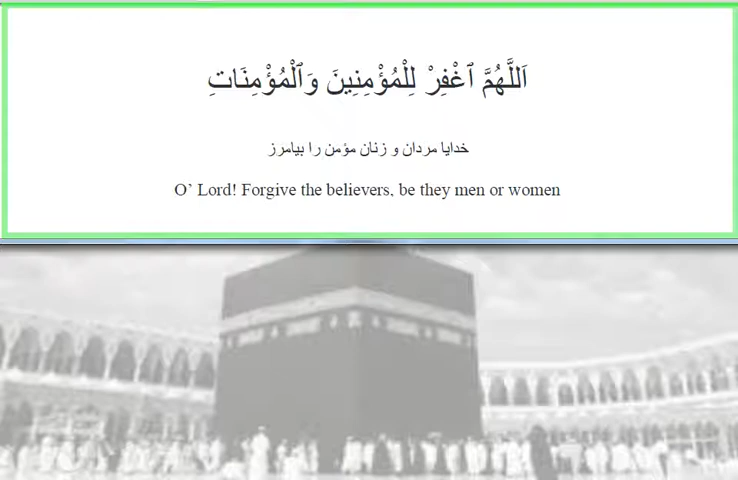 اَللَّهُمَّ ٱغْفِرْ لِلْمُؤْمِنِينَ وَٱلْمُؤْمِنَاتِ
خدایا مردان و زنان مؤمن را بیامرز
O’ Lord! Forgive the believers, be they men or women